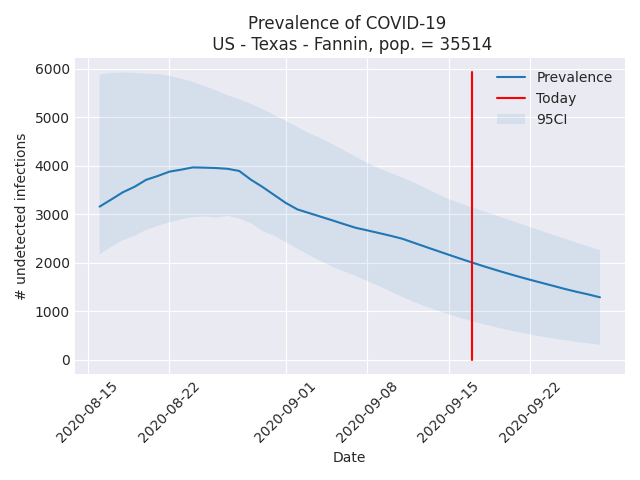 Prevalence of COVID-19
US - Texas - Fannin, pop. = 35514
# undetected infections
6000
5000
4000
3000
2000
1000
0
Prevalence
Today
95CI
2020-08-15
2020-08-22
2020-09-01
2020-09-08
2020-09-15
2020-09-22
Date